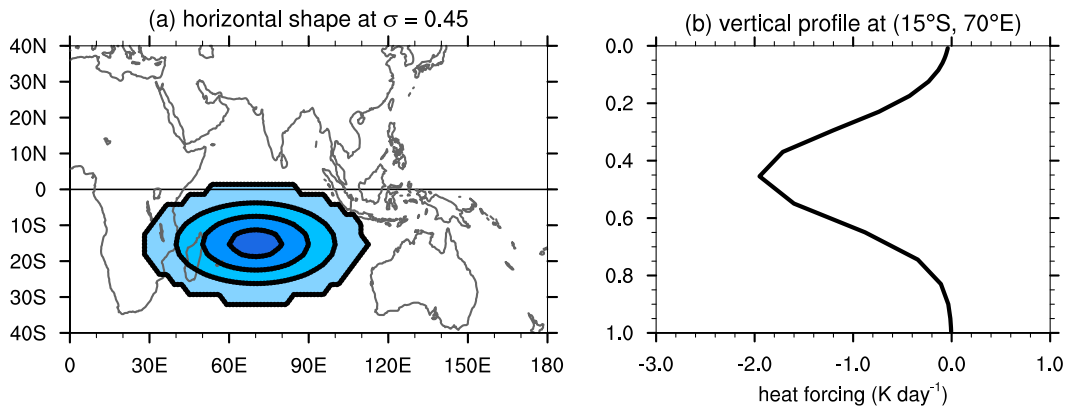 (a) horizontal shape at σ = 0.45
40N
30N
20N
10N
0
10S
20S
30S
40S
0 30E 60E 90E 120E 150E 180
(b) vertical profile at (15°S, 70°E)
0.0
0.2
0.4
0.6
0.8
1.0
-3.0 -2.0 -1.0 0.0 1.0
heat forcing (K day⁻¹)